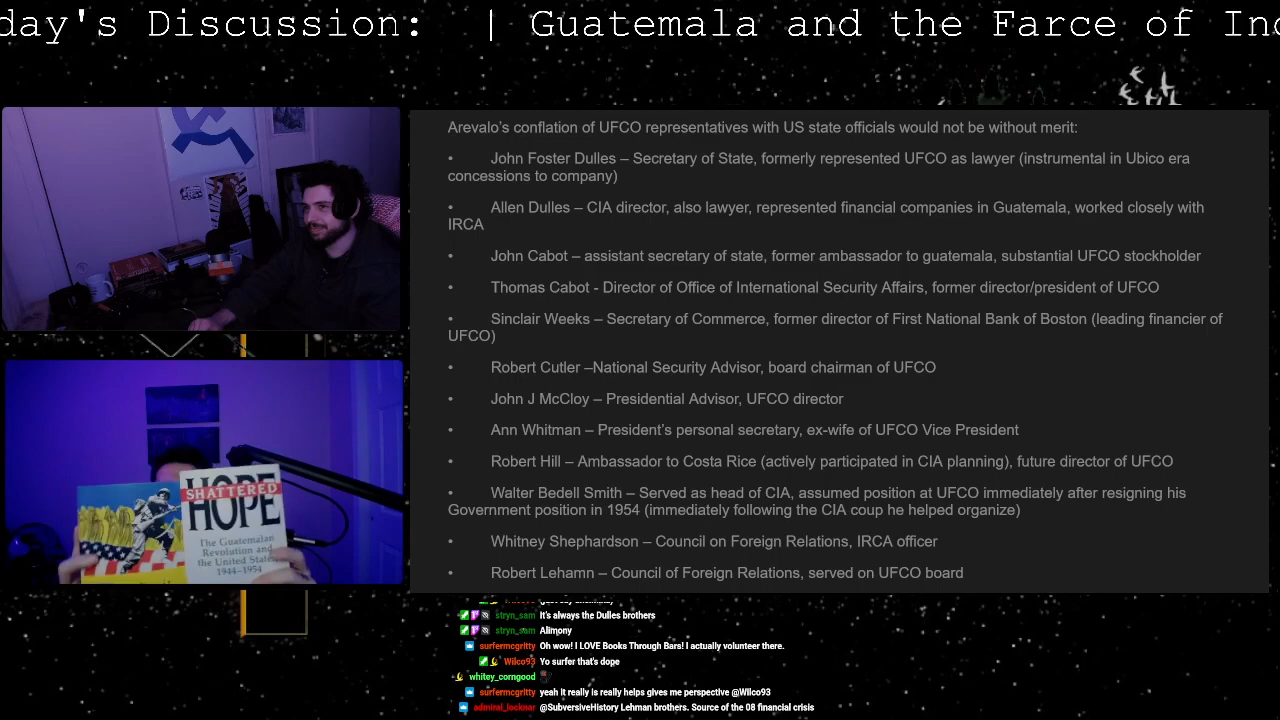 day's Discussion: | Guatemala and the Farce of In
Arevalo's conflation of UFCO representatives with US state officials would not be without merit:
• John Foster Dulles – Secretary of State, formerly represented UFCO as lawyer (instrumental in Ubico era
concessions to company)
• Allen Dulles – CIA director, also lawyer, represented financial companies in Guatemala, worked closely with
IRCA
• John Cabot – assistant secretary of state, former ambassador to guatemala, substantial UFCO stockholder
• Thomas Cabot - Director of Office of International Security Affairs, former director/president of UFCO
• Sinclair Weeks – Secretary of Commerce, former director of First National Bank of Boston (leading financier of
UFCO)
• Robert Cutler –National Security Advisor, board chairman of UFCO
• John J McCloy – Presidential Advisor, UFCO director
• Ann Whitman – President's personal secretary, ex-wife of UFCO Vice President
• Robert Hill – Ambassador to Costa Rice (actively participated in CIA planning), future director of UFCO
• Walter Bedell Smith – Served as head of CIA, assumed position at UFCO immediately after resigning his
Government position in 1954 (immediately following the CIA coup he helped organize)
• Whitney Shephardson – Council on Foreign Relations, IRCA officer
• Robert Lehamn – Council of Foreign Relations, served on UFCO board
SHATTERED
HOPE
The Guatemalan
Revolution and
the United States
1944–1954
stryn_sam It's always the Dulles brothers
stryn_sam Alimony
surfermcgritty Oh wow! I LOVE Books Through Bars! I actually volunteer there.
Wilco93 Yo surfer that's dope
whitey_corngood
surfermcgritty yeah it really is really helps gives me perspective @Wilco93
admiral_locknar @SubversiveHistory Lehman brothers. Source of the 08 financial crisis